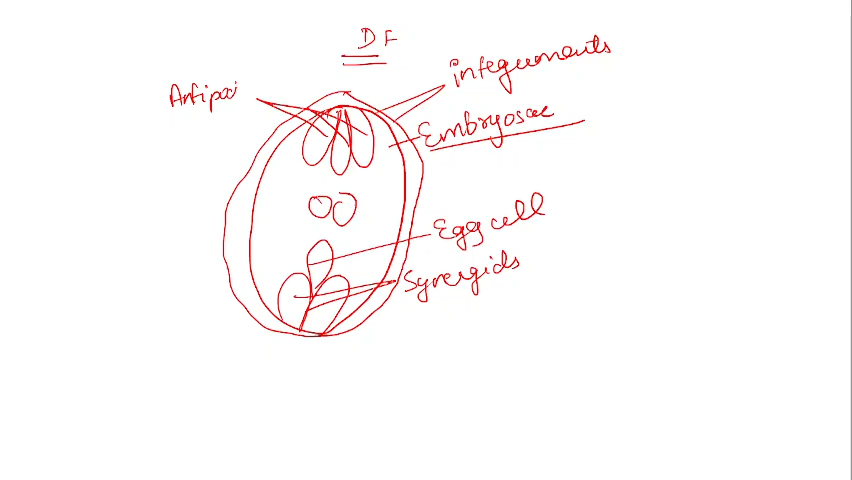 DF
integuments
Antipo
Embryosac
Egg cell
Synergids